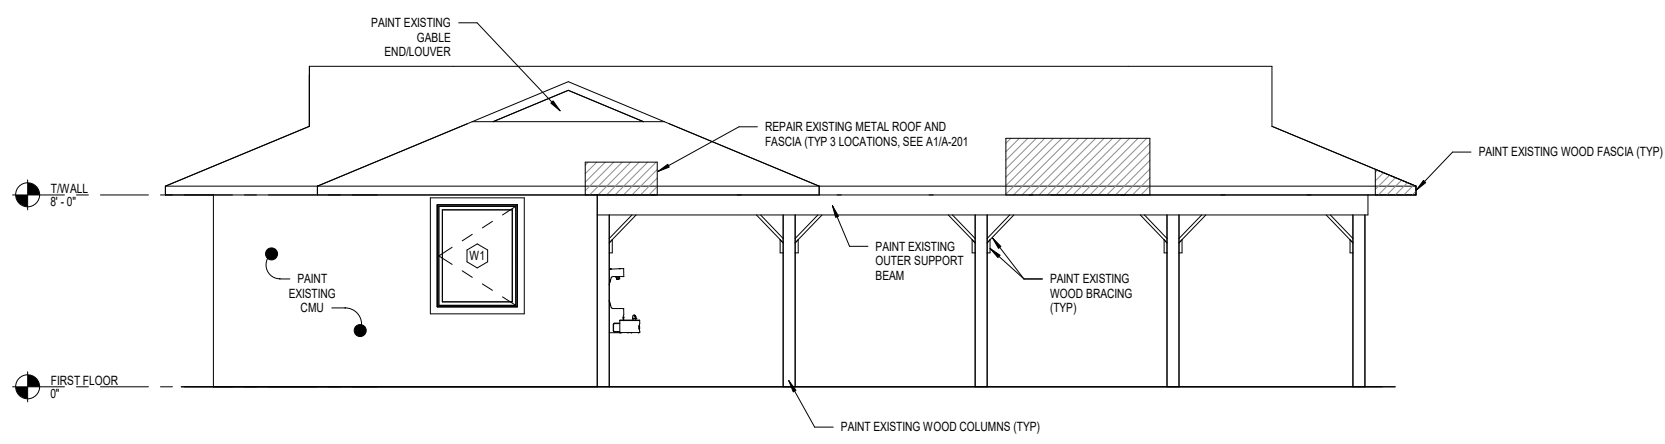 PAINT EXISTING
GABLE
END/LOUVER
REPAIR EXISTING METAL ROOF AND
FASCIA (TYP 3 LOCATIONS, SEE A1/A-201
PAINT EXISTING WOOD FASCIA (TYP)
T/WALL
8' - 0"
W1
PAINT
EXISTING
CMU
PAINT EXISTING
OUTER SUPPORT
BEAM
PAINT EXISTING
WOOD BRACING
(TYP)
FIRST FLOOR
0"
PAINT EXISTING WOOD COLUMNS (TYP)